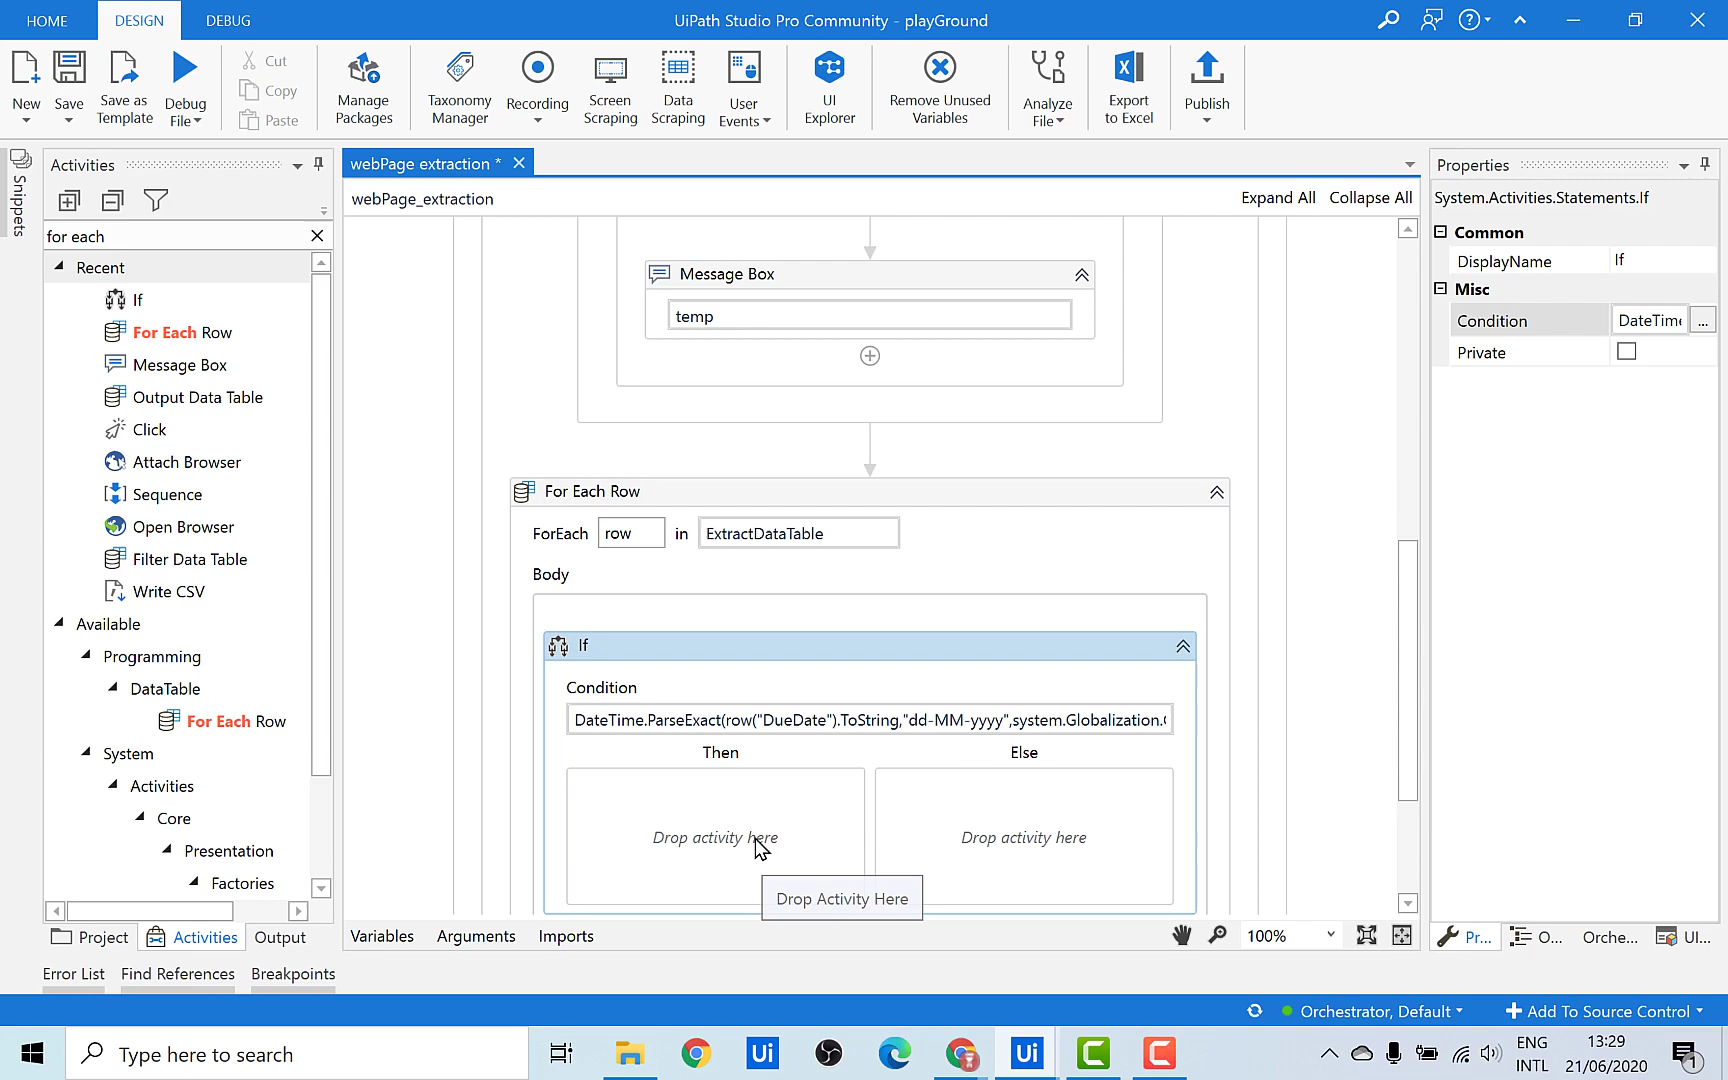 HOME DESIGN DEBUG UiPath Studio Pro Community - playGround
New
Save
Save as
Template
Debug
File
Cut
Copy
Paste
Manage
Packages
Taxonomy
Manager
Recording
Screen
Scraping
Data
Scraping
User
Events
UI
Explorer
Remove Unused
Variables
Analyze
File
Export
to Excel
Publish
Snippets
Activities
for each
Recent
If
For Each Row
Message Box
Output Data Table
Click
Attach Browser
Sequence
Open Browser
Filter Data Table
Write CSV
Available
Programming
DataTable
For Each Row
System
Activities
Core
Presentation
Factories
Project Activities Output
webPage extraction *
webPage_extraction Expand All Collapse All
Message Box
temp
For Each Row
ForEach row in ExtractDataTable
Body
If
Condition
DateTime.ParseExact(row("DueDate").ToString,"dd-MM-yyyy",system.Globalization.
Then Else
Drop activity here Drop activity here
Drop Activity Here
Variables Arguments Imports 100%
Properties
System.Activities.Statements.If
Common
DisplayName If
Misc
Condition DateTime ...
Private
Pr... O... Orche... UI...
Error List Find References Breakpoints
Orchestrator, Default Add To Source Control
Type here to search
Ui
Ui
ENG
INTL
13:29
21/06/2020
1